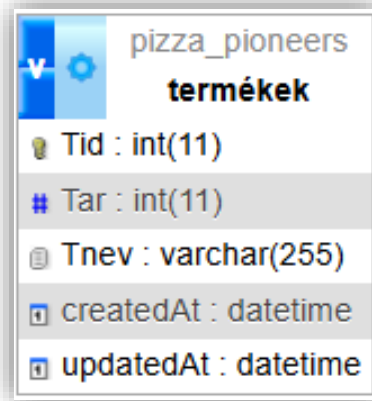 v pizza_pioneers
termékek
Tid : int(11)
# Tar : int(11)
Tnev : varchar(255)
createdAt : datetime
updatedAt : datetime